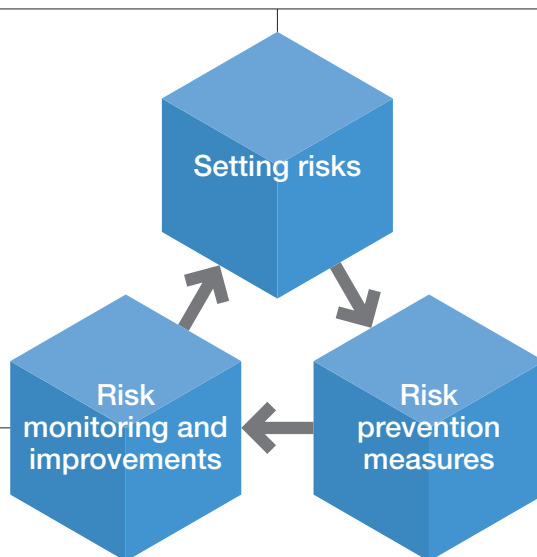 Setting risks
Risk
monitoring and
improvements
Risk
prevention
measures